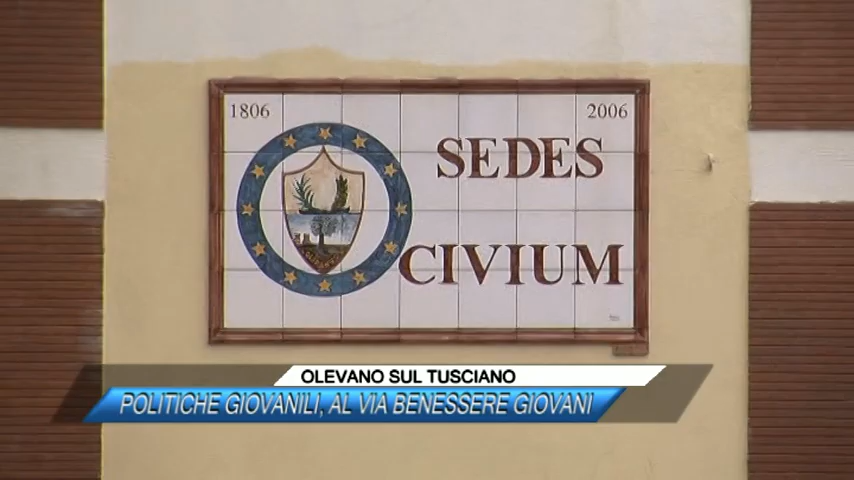 1806
2006
SEDES
CIVIUM
OLEVANO SUL TUSCIANO
POLITICHE GIOVANILI, AL VIA BENESSERE GIOVANI